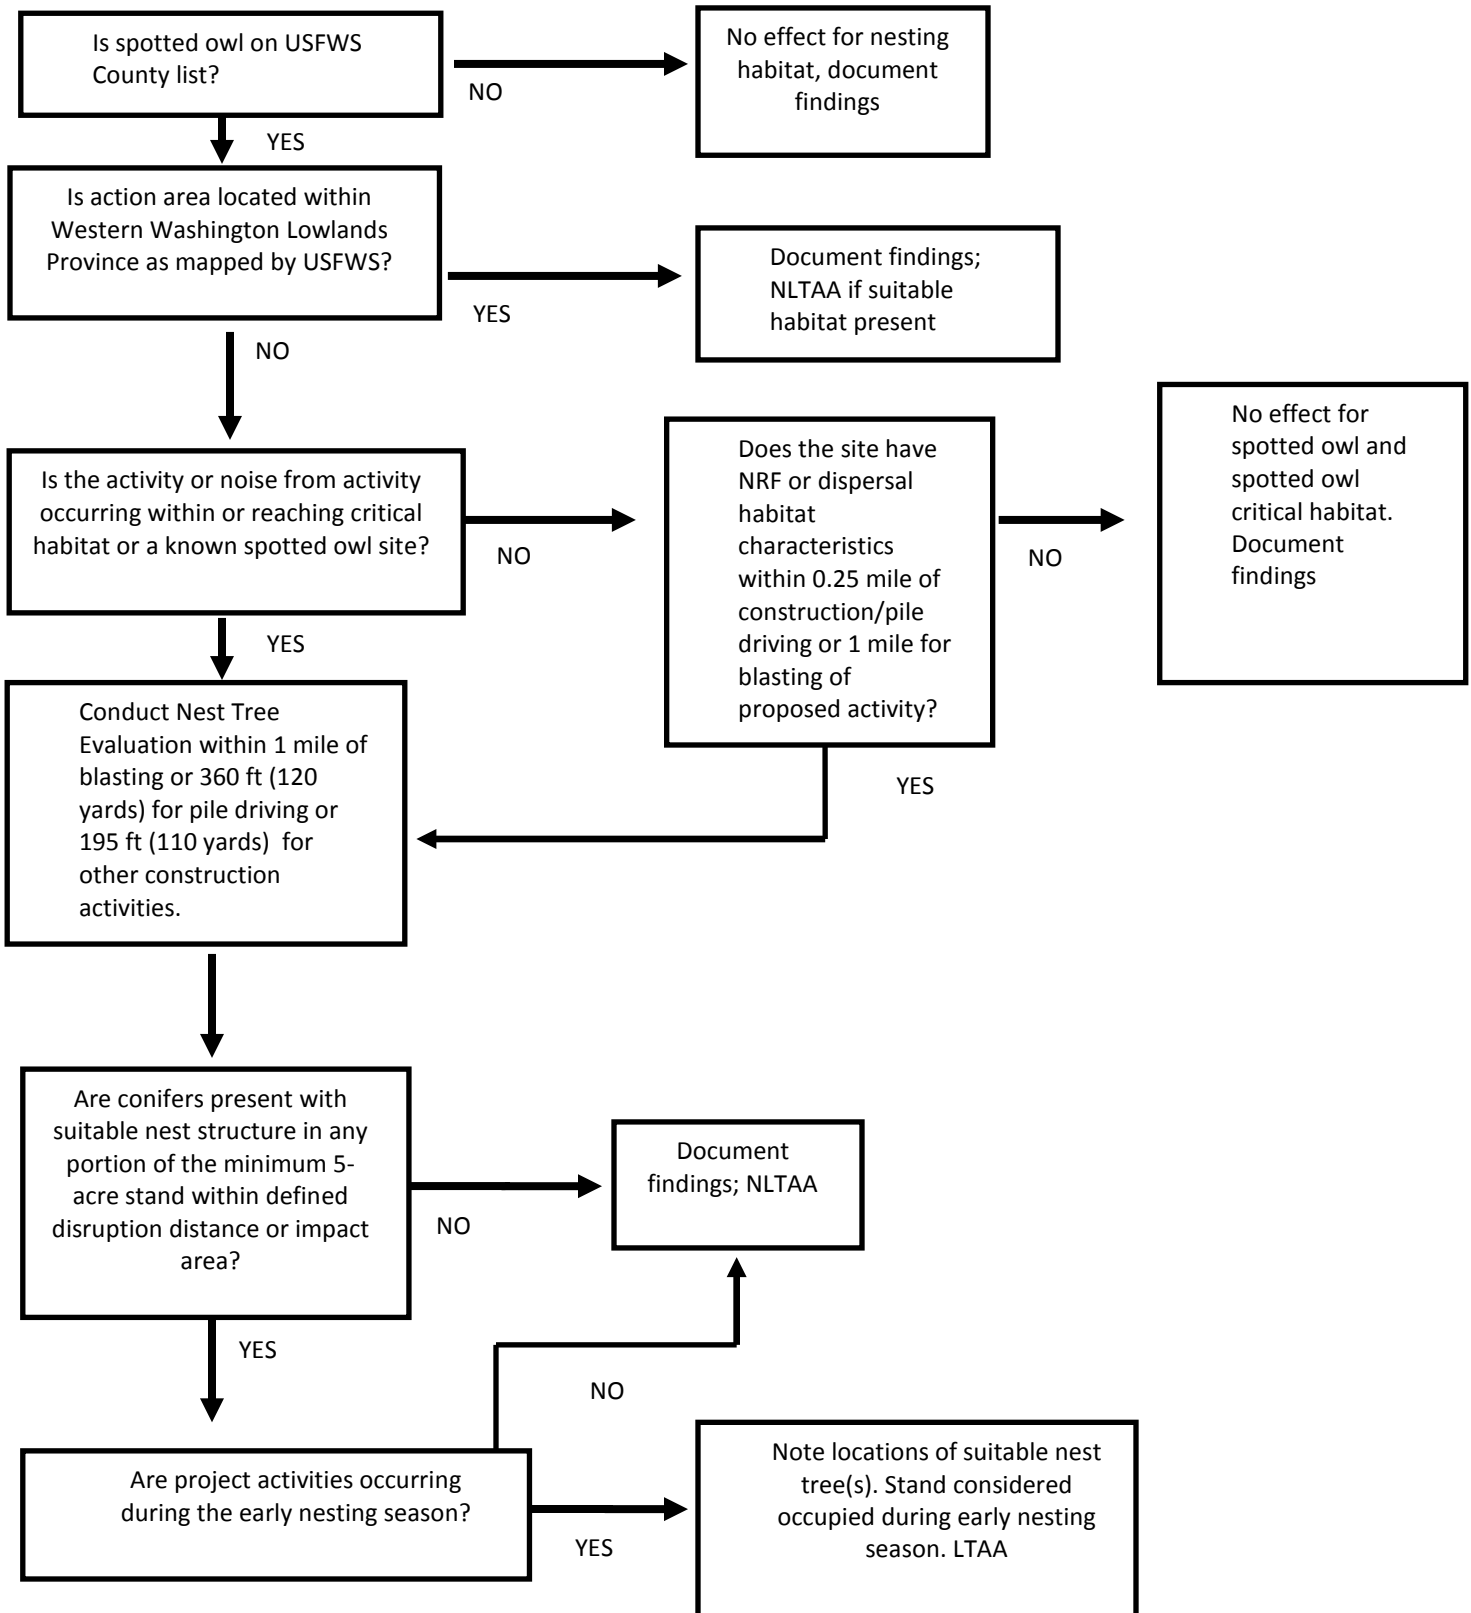 Is spotted owl on USFWS
County list?
NO
No effect for nesting
habitat, document
findings
YES
Is action area located within
Western Washington Lowlands
Province as mapped by USFWS?
YES
Document findings;
NLTAA if suitable
habitat present
NO
Is the activity or noise from activity
occurring within or reaching critical
habitat or a known spotted owl site?
NO
Does the site have
NRF or dispersal
habitat
characteristics
within 0.25 mile of
construction/pile
driving or 1 mile for
blasting of
proposed activity?
NO
No effect for
spotted owl and
spotted owl
critical habitat.
Document
findings
YES
YES
Conduct Nest Tree
Evaluation within 1 mile of
blasting or 360 ft (120
yards) for pile driving or
195 ft (110 yards)  for
other construction
activities.
Are conifers present with
suitable nest structure in any
portion of the minimum 5-
acre stand within defined
disruption distance or impact
area?
NO
Document
findings; NLTAA
YES
NO
Are project activities occurring
during the early nesting season?
YES
Note locations of suitable nest
tree(s). Stand considered
occupied during early nesting
season. LTAA